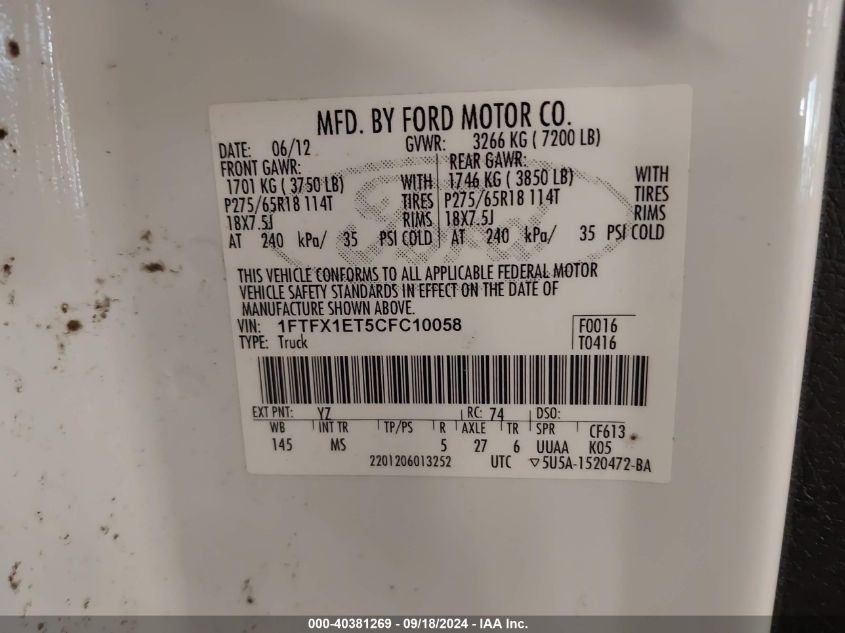 MFD. BY FORD MOTOR CO.
DATE: 06/12 GVWR: 3266 KG ( 7200 LB)
FRONT GAWR: REAR GAWR:
1701 KG ( 3750 LB) WITH 1746 KG ( 3850 LB) WITH
P275/65R18 114T TIRES P275/65R18 114T TIRES
18X7.5J RIMS 18X7.5J RIMS
AT 240 kPa/ 35 PSI COLD AT 240 kPa/ 35 PSI COLD
Ford
THIS VEHICLE CONFORMS TO ALL APPLICABLE FEDERAL MOTOR
VEHICLE SAFETY STANDARDS IN EFFECT ON THE DATE OF
MANUFACTURE SHOWN ABOVE.
VIN: 1FTFX1ET5CFC10058 F0016
TYPE: Truck T0416
EXT PNT: YZ RC: 74 DSO:
WB INT TR TP/PS R AXLE TR SPR CF613
145 MS 5 27 6 UUAA K05
2201206013252 UTC ▽5U5A-1520472-BA
000-40381269 - 09/18/2024 - IAA Inc.